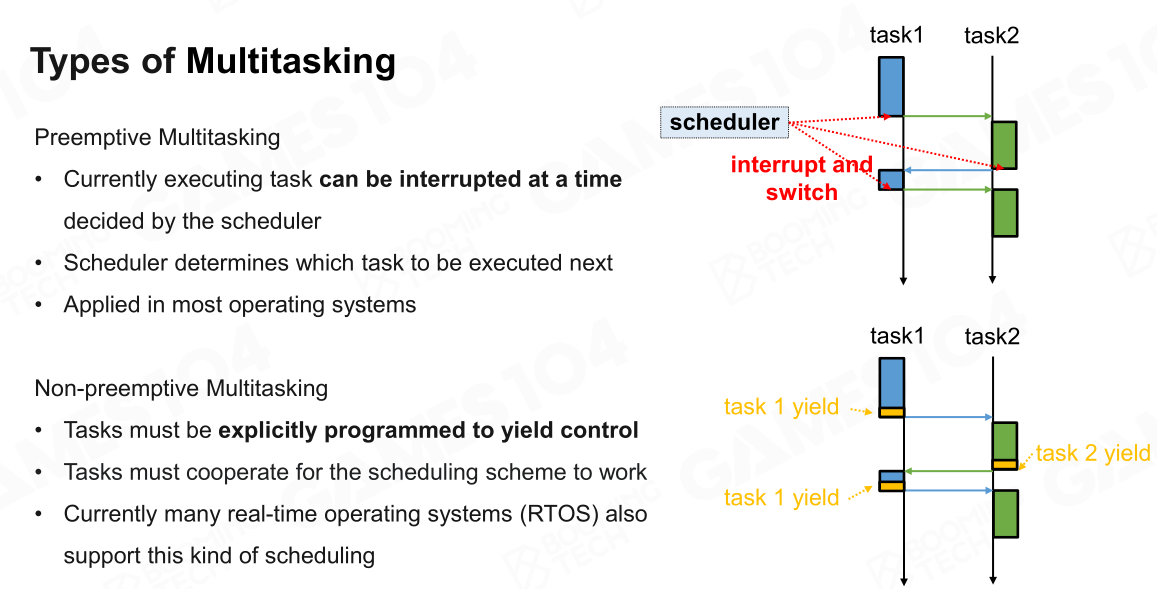 Types of Multitasking
Preemptive Multitasking
• Currently executing task can be interrupted at a time
decided by the scheduler
• Scheduler determines which task to be executed next
• Applied in most operating systems
Non-preemptive Multitasking
• Tasks must be explicitly programmed to yield control
• Tasks must cooperate for the scheduling scheme to work
• Currently many real-time operating systems (RTOS) also
support this kind of scheduling
task1 task2
scheduler
interrupt and
switch
task1 task2
task 1 yield
task 2 yield
task 1 yield
GAMES104
BOOMING
TECH